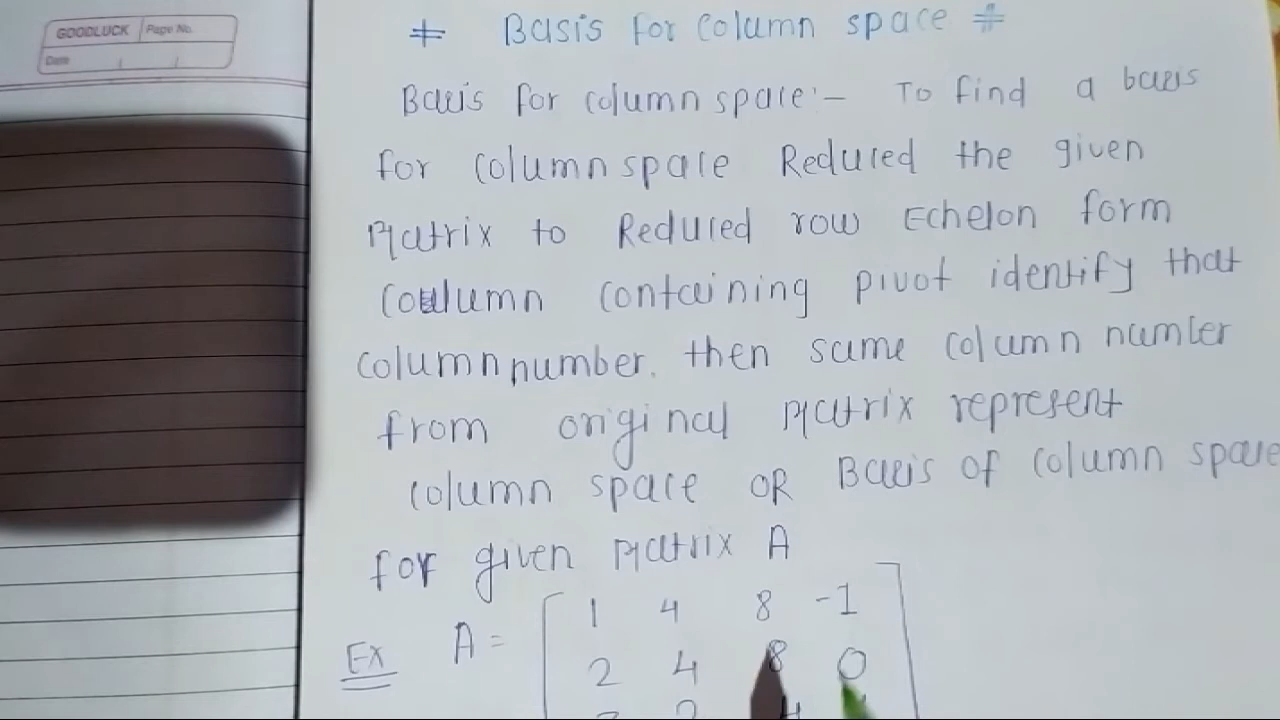 GOODLUCK Page No.
Date
Basis for column space
Basis for column space :- To find a basis
for column space Reduced the given
Matrix to Reduced row Echelon form
Column containing pivot identify that
column number. then same column number
from original Matrix represent
column space OR Basis of column space
for given Matrix A
Ex A = 1 4 8 -1
2 4 8 0